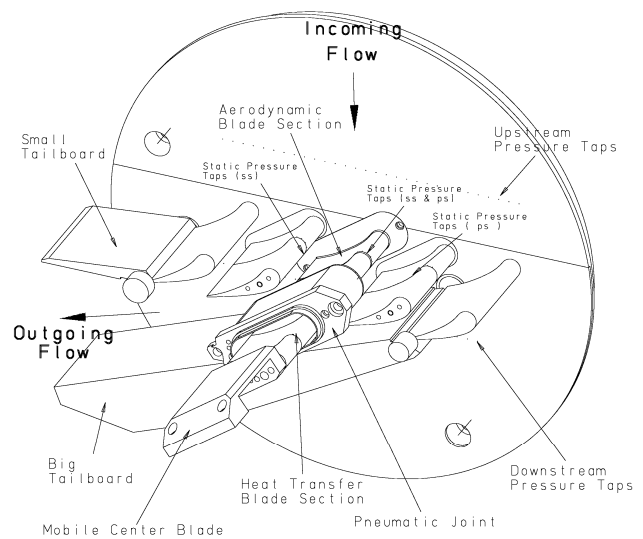 Incoming
Flow
Aerodynamic
Blade Section
Small
Tailboard
Upstream
Pressure Taps
Static Pressure
Taps (ss)
Static Pressure
Taps (ss & ps)
Static Pressure
Taps ( ps )
Outgoing
Flow
Big
Tailboard
Heat Transfer
Blade Section
Downstream
Pressure Taps
Mobile Center Blade
Pneumatic Joint